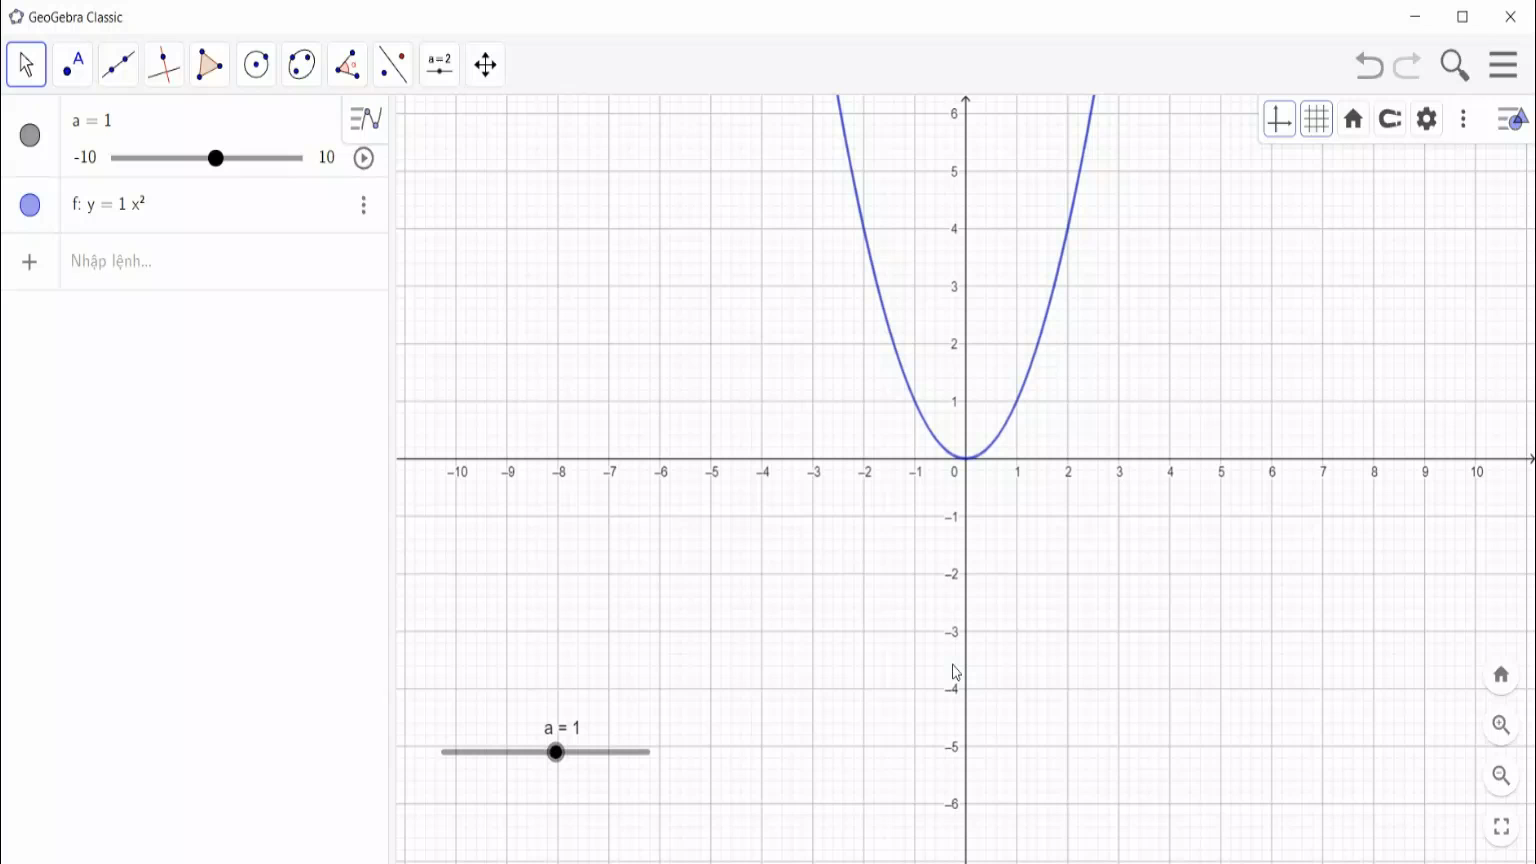 GeoGebra Classic
A
a = 2
a = 1
-10
10
f: y = 1 x²
Nhập lệnh...
6
5
4
3
2
1
–10 –9 –8 –7 –6 –5 –4 –3 –2 –1 0 1 2 3 4 5 6 7 8 9 10
–1
–2
–3
–4
–5
–6
a = 1